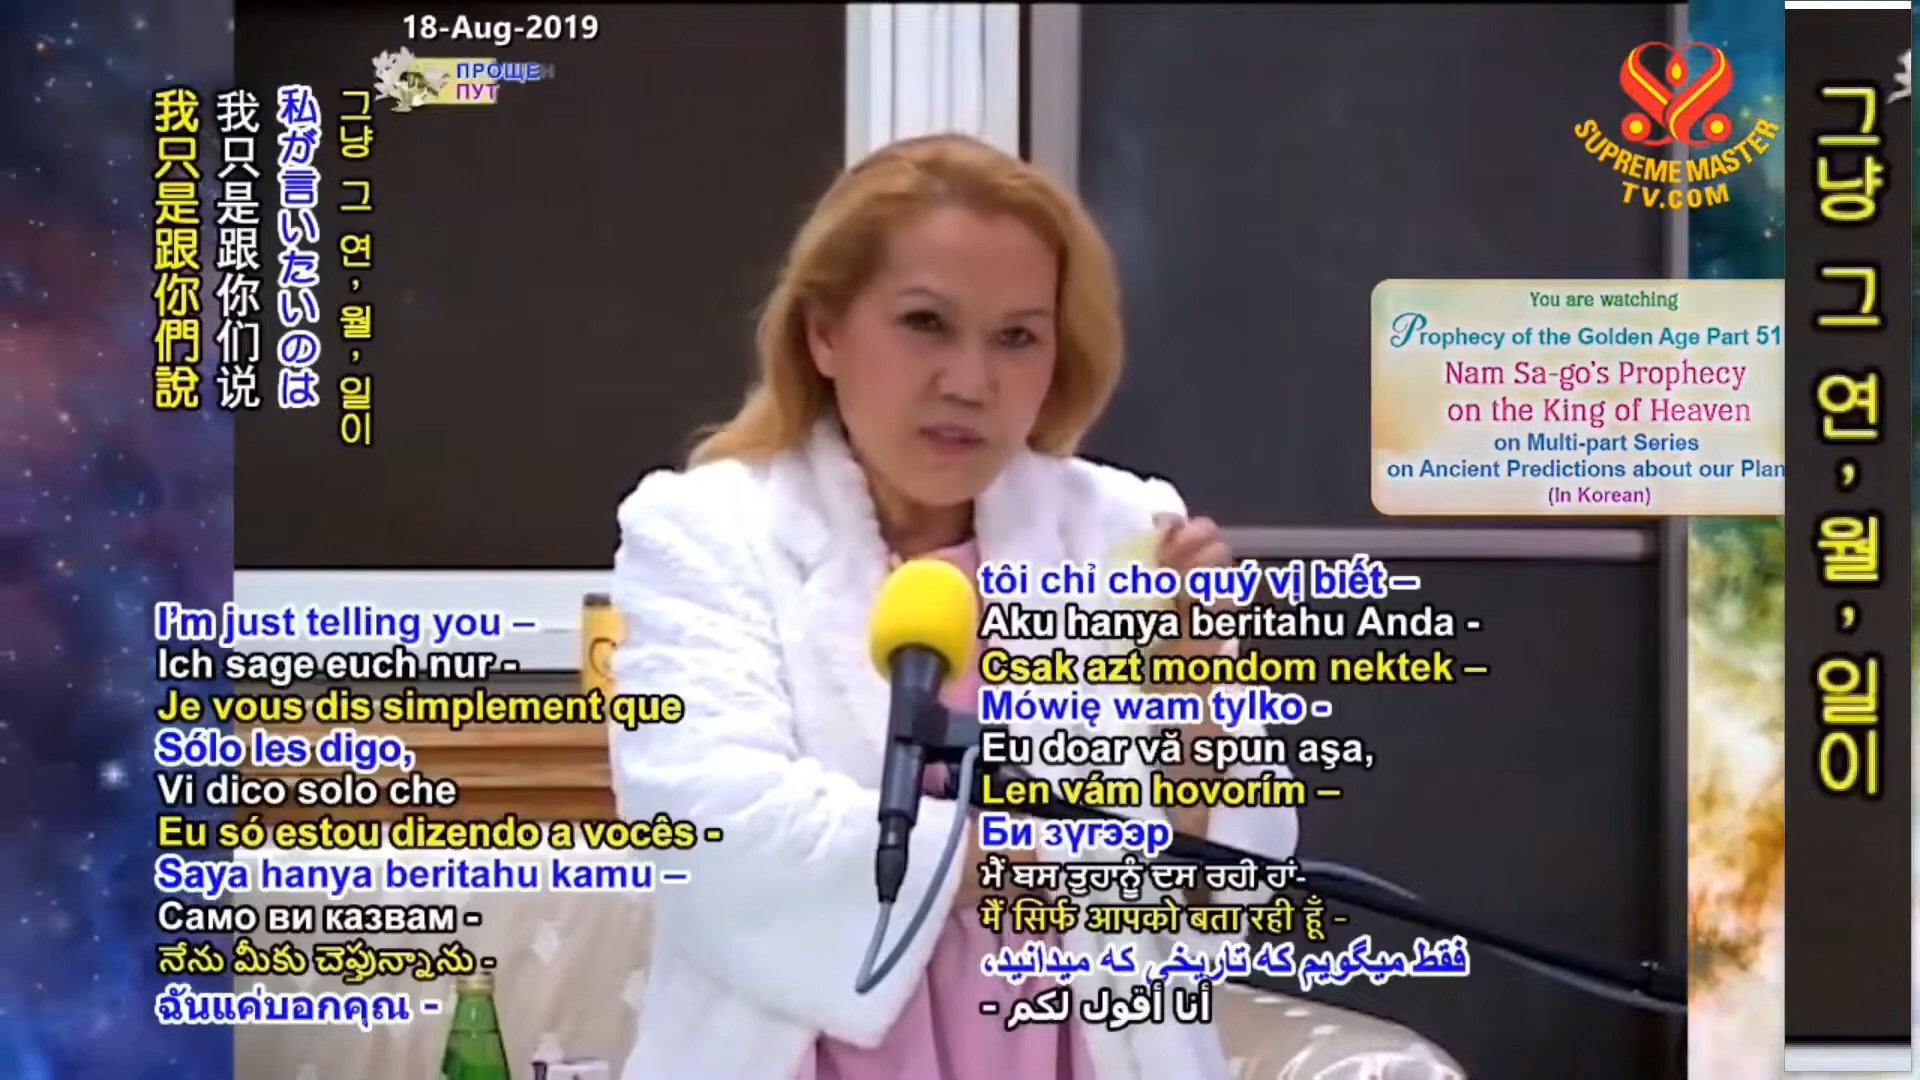 18-Aug-2019
ПРОЩЕН
ПУТ
그냥 그 연, 월, 일이
私が言いたいのは
我只是跟你们说
我只是跟你們說
SUPREME MASTER
TV.COM
You are watching
Prophecy of the Golden Age Part 51
Nam Sa-go's Prophecy
on the King of Heaven
on Multi-part Series
on Ancient Predictions about our Plan
(In Korean)
그냥 그 연, 월, 일이
I'm just telling you –
Ich sage euch nur -
Je vous dis simplement que
Sólo les digo,
Vi dico solo che
Eu só estou dizendo a vocês -
Saya hanya beritahu kamu –
Само ви казвам -
నేను మీకు చెప్తున్నాను -
ฉันแค่บอกคุณ -
tôi chỉ cho quý vị biết –
Aku hanya beritahu Anda -
Csak azt mondom nektek –
Mówię wam tylko -
Eu doar vă spun aşa,
Len vám hovorím –
Би зүгээр
ਮੈਂ ਬਸ ਤੁਹਾਨੂੰ ਦਸ ਰਹੀ ਹਾਂ-
मैं सिर्फ आपको बता रही हूँ -
فقط میگویم که تاریخی که میدانید،
أنا أقول لكم -